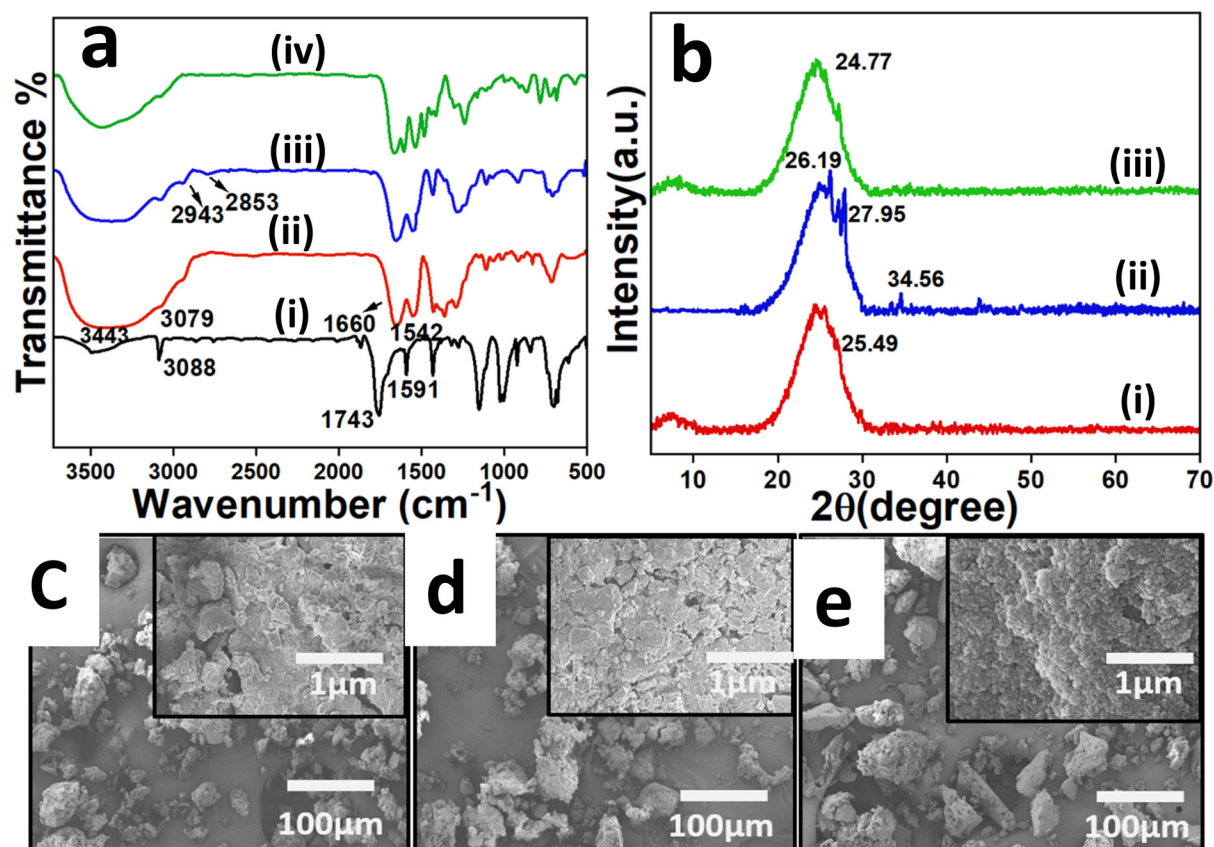 a
(iv)
(iii)
2943
2853
(ii)
3443
3079
1660
1542
(i)
3088
1591
1743
Transmittance %
3500 3000 2500 2000 1500 1000 500
Wavenumber (cm-1)
b
24.77
(iii)
26.19
27.95
34.56
(ii)
25.49
(i)
Intensity(a.u.)
10 20 30 40 50 60 70
2θ(degree)
C
1μm
100μm
d
1μm
100μm
e
1μm
100μm